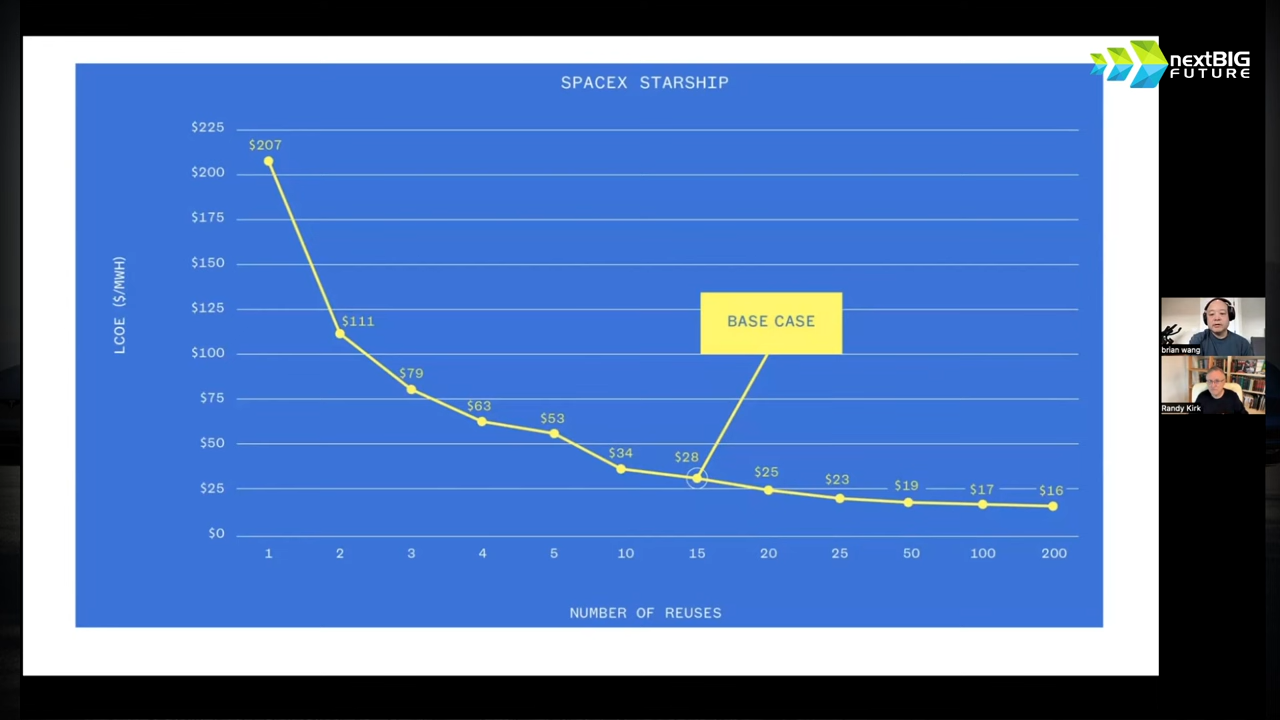 nextBIG
FUTURE
SPACEX STARSHIP
$225
$200
$175
$150
$125
$100
$75
$50
$25
$0
LCOE ($/MWH)
$207
$111
$79
$63
$53
$34
$28
$25
$23
$19
$17
$16
BASE CASE
1 2 3 4 5 10 15 20 25 50 100 200
NUMBER OF REUSES
brian wang
Randy Kirk